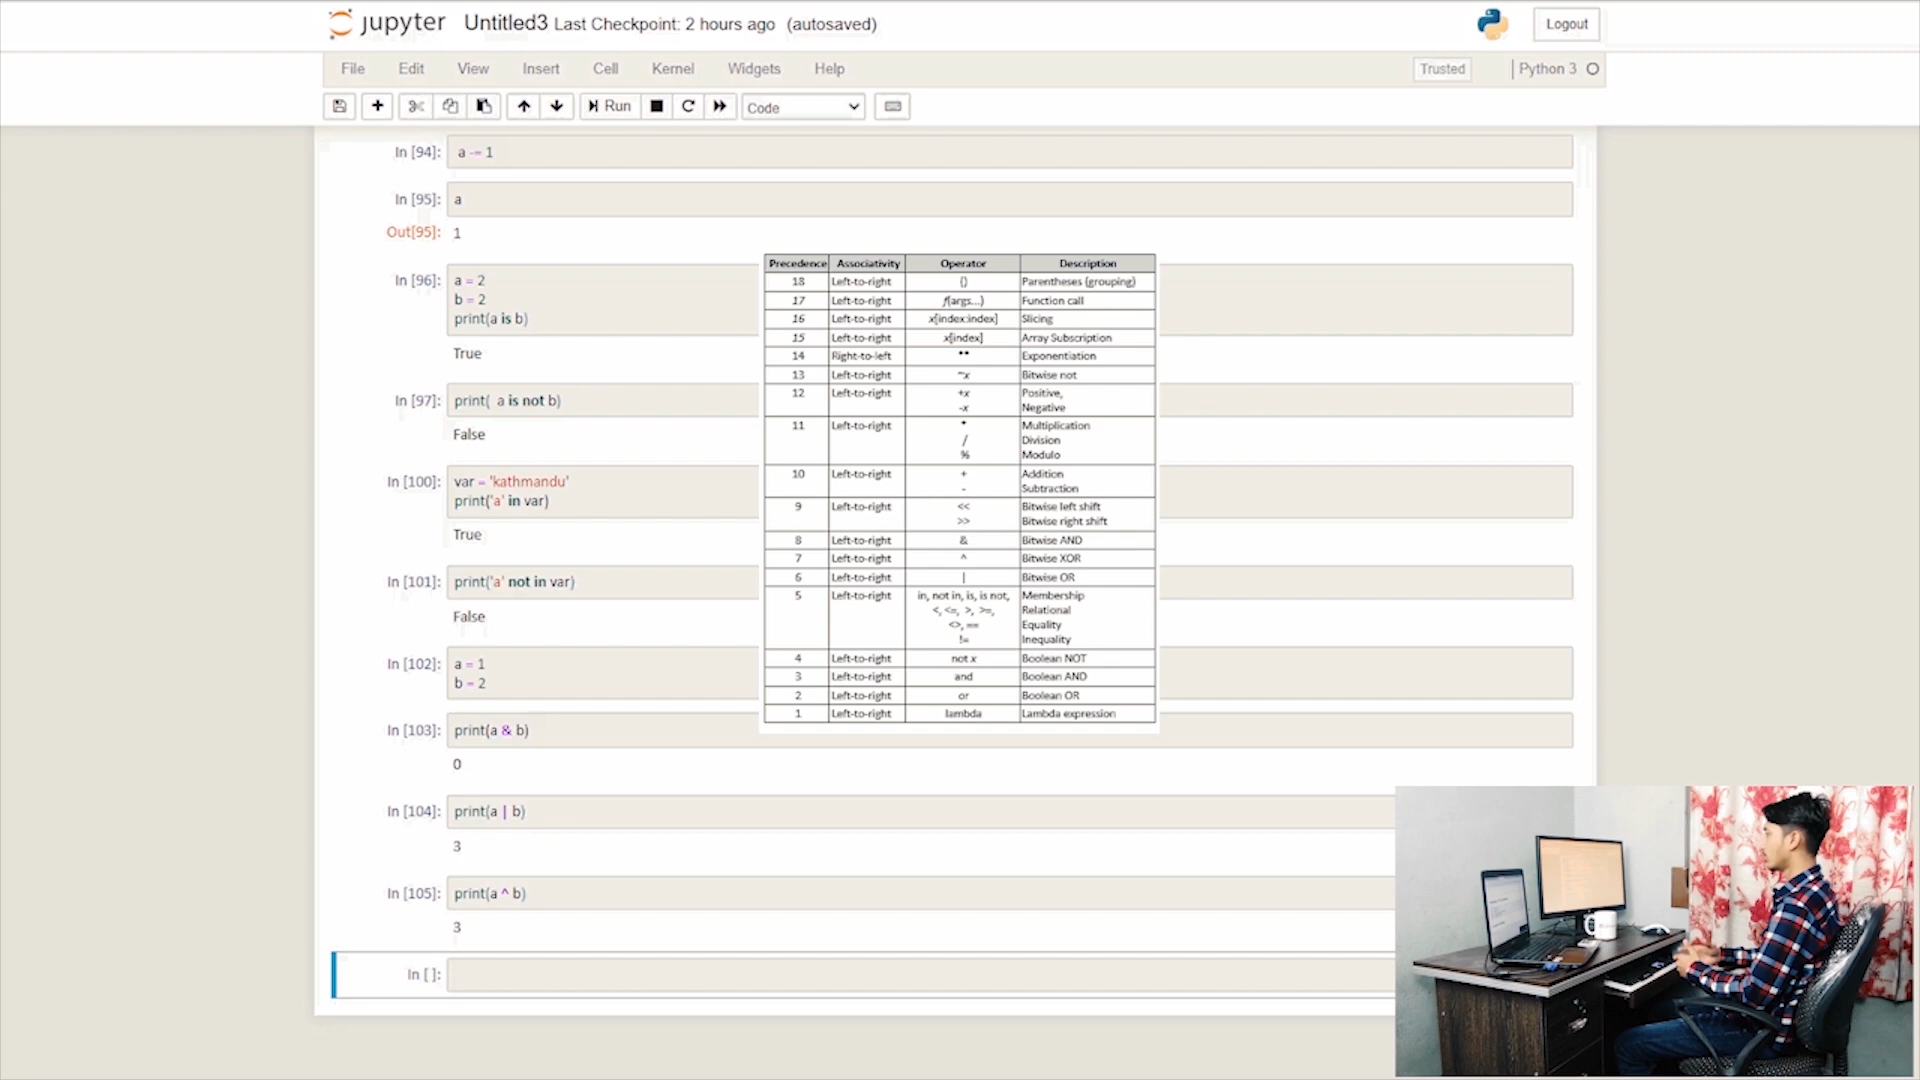 jupyter Untitled3 Last Checkpoint: 2 hours ago (autosaved)
Logout
File Edit View Insert Cell Kernel Widgets Help
Trusted
Python 3
Run
Code
In [94]: a -= 1
In [95]: a
Out[95]: 1
In [96]: a = 2
b = 2
print(a is b)
True
In [97]: print( a is not b)
False
In [100]: var = 'kathmandu'
print('a' in var)
True
In [101]: print('a' not in var)
False
In [102]: a = 1
b = 2
In [103]: print(a & b)
0
In [104]: print(a | b)
3
In [105]: print(a ^ b)
3
In [ ]:
Precedence Associativity Operator Description
18 Left-to-right () Parentheses (grouping)
17 Left-to-right f(args...) Function call
16 Left-to-right x[index:index] Slicing
15 Left-to-right x[index] Array Subscription
14 Right-to-left ** Exponentiation
13 Left-to-right ~x Bitwise not
12 Left-to-right +x Positive,
-x Negative
11 Left-to-right * Multiplication
/ Division
% Modulo
10 Left-to-right + Addition
- Subtraction
9 Left-to-right << Bitwise left shift
>> Bitwise right shift
8 Left-to-right & Bitwise AND
7 Left-to-right ^ Bitwise XOR
6 Left-to-right | Bitwise OR
5 Left-to-right in, not in, is, is not, Membership
<, <=, >, >=, Relational
<>, == Equality
!= Inequality
4 Left-to-right not x Boolean NOT
3 Left-to-right and Boolean AND
2 Left-to-right or Boolean OR
1 Left-to-right lambda Lambda expression